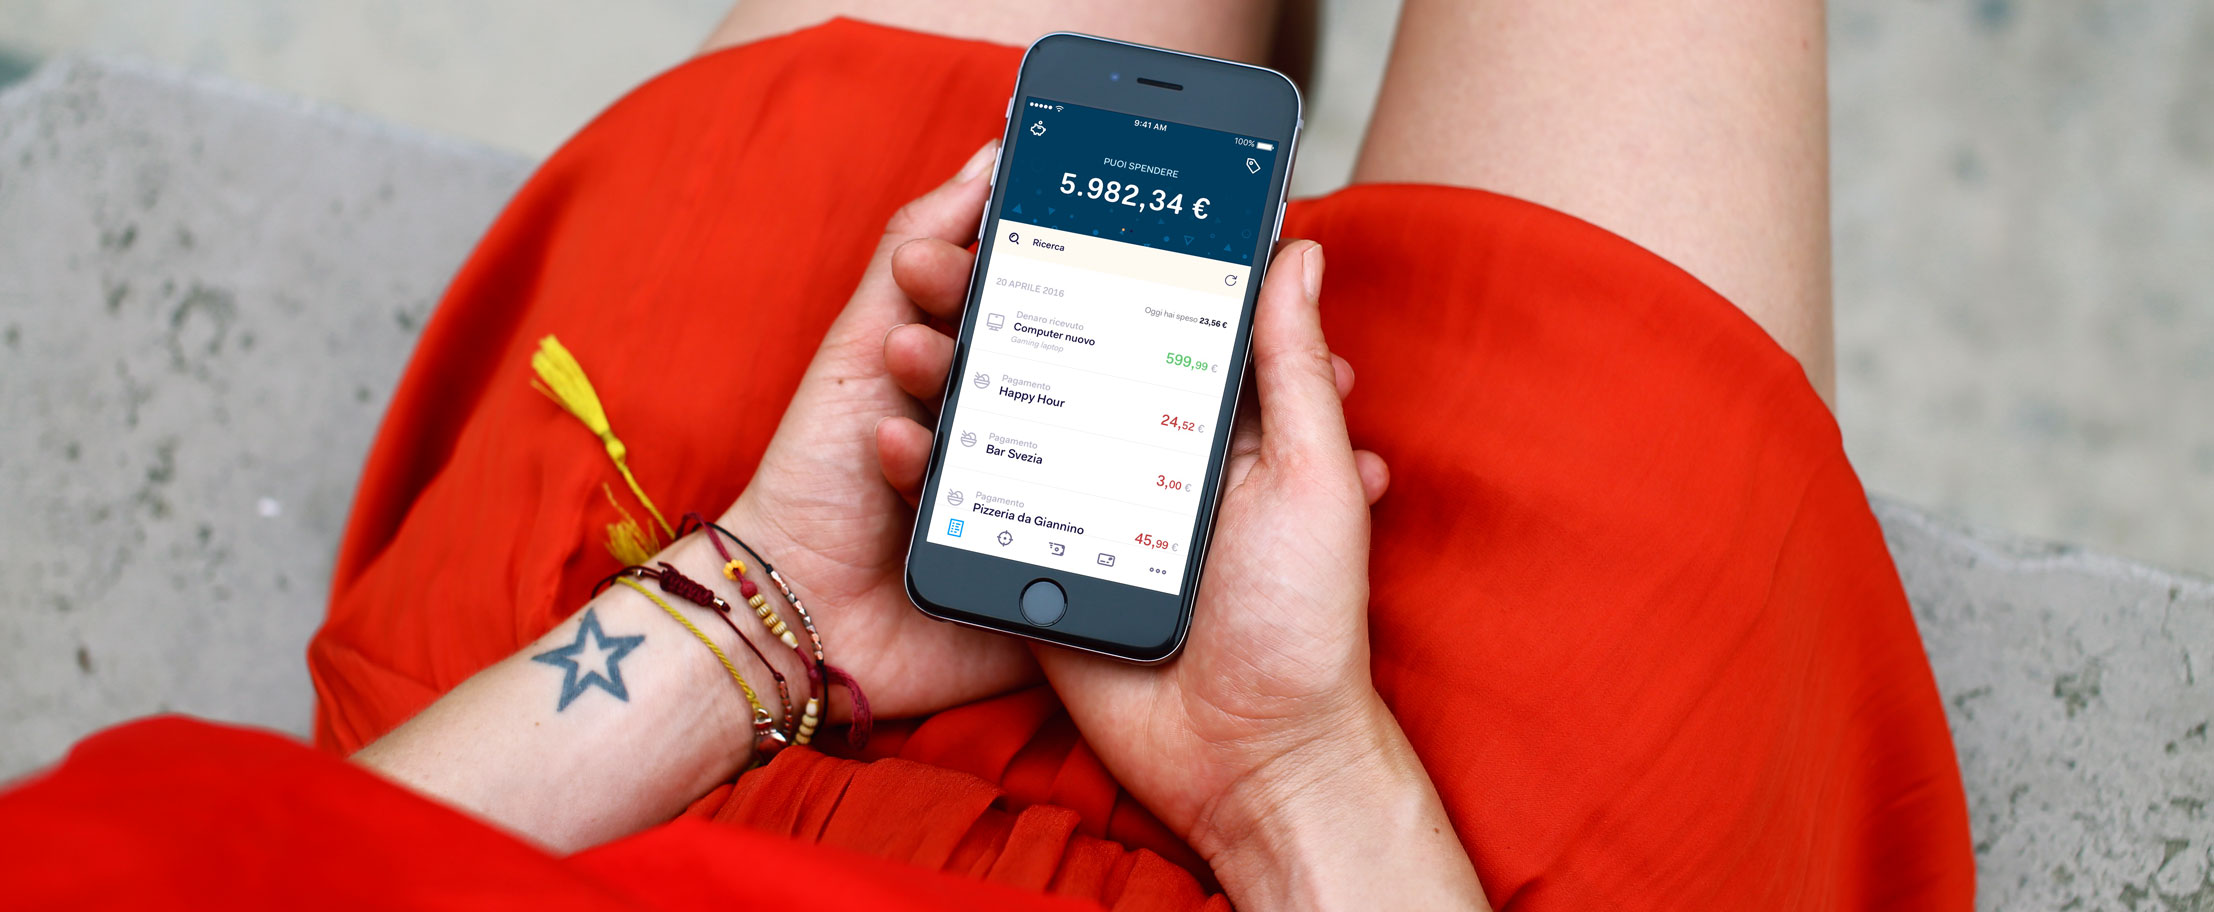 9:41 AM
100%
PUOI SPENDERE
5.982,34 €
Ricerca
20 APRILE 2016
Oggi hai speso 23,56 €
Denaro ricevuto
Computer nuovo
Gaming laptop
599,99 €
Pagamento
Happy Hour
24,52 €
Pagamento
Bar Svezia
3,00 €
Pagamento
Pizzeria da Giannino
45,99 €